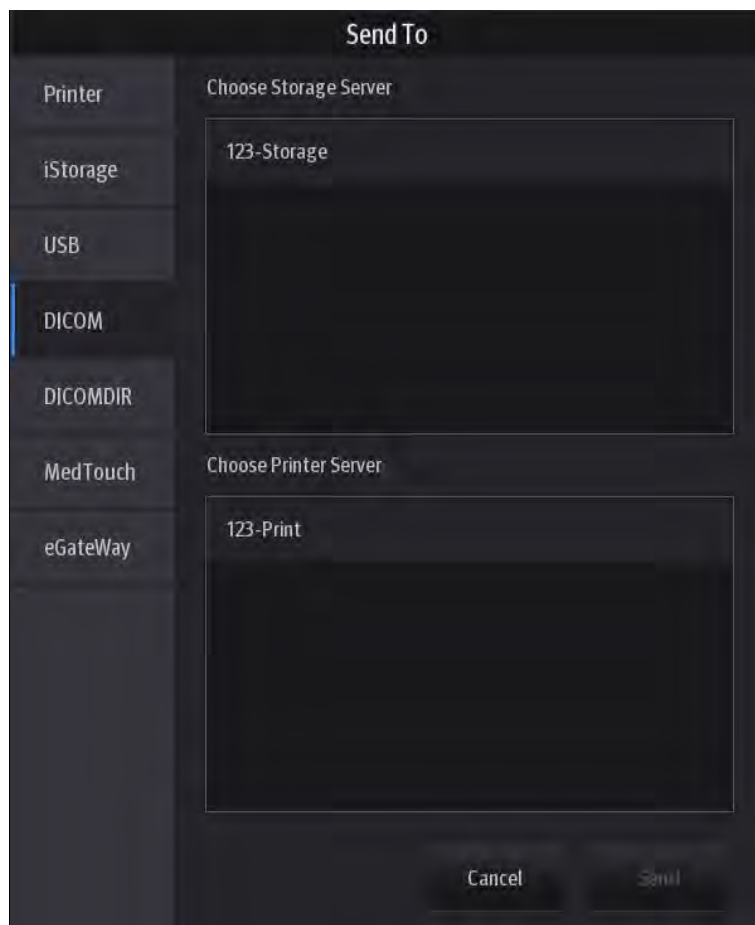 Send To
Printer
iStorage
USB
DICOM
DICOMDIR
MedTouch
eGateWay
Choose Storage Server
123-Storage
Choose Printer Server
123-Print
Cancel
Send